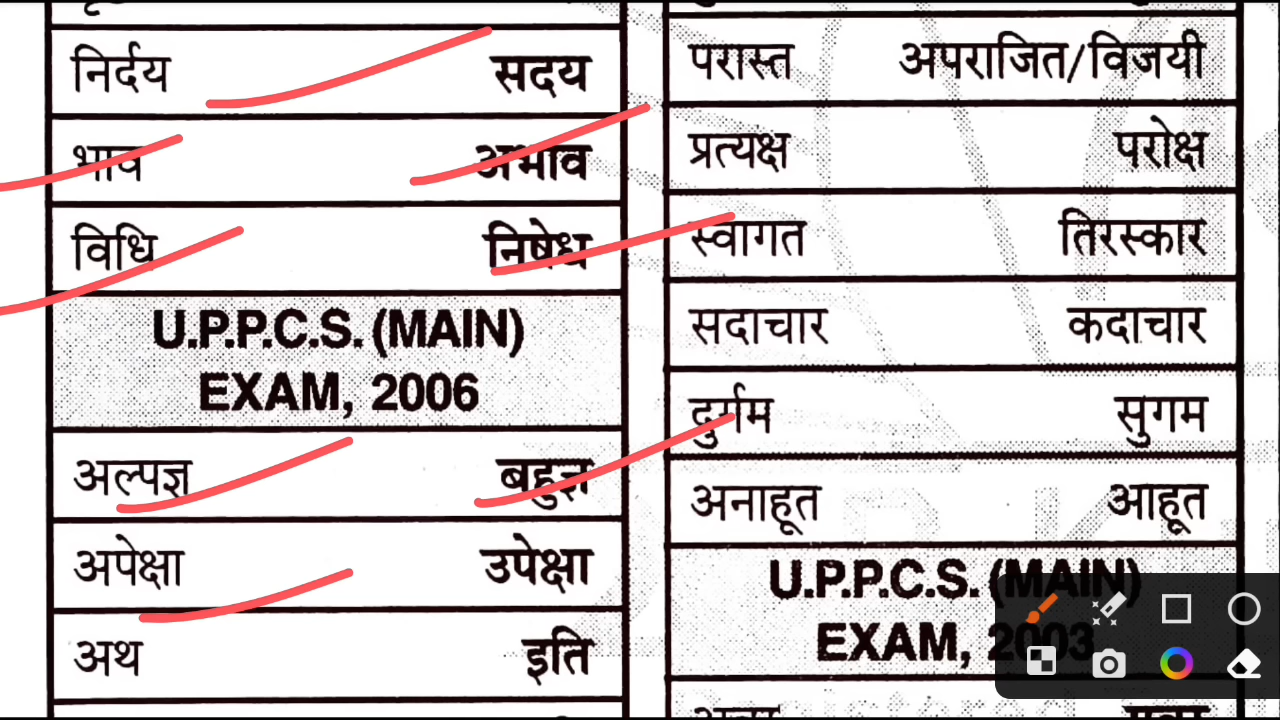 निर्दय सदय
भाव अभाव
विधि निषेध
U.P.P.C.S. (MAIN)
EXAM, 2006
अल्पज्ञ बहुज्ञ
अपेक्षा उपेक्षा
अथ इति
परास्त अपराजित/विजयी
प्रत्यक्ष परोक्ष
स्वागत तिरस्कार
सदाचार कदाचार
दुर्गम सुगम
अनाहूत आहूत
U.P.P.C.S. (MAIN)
EXAM, 2003